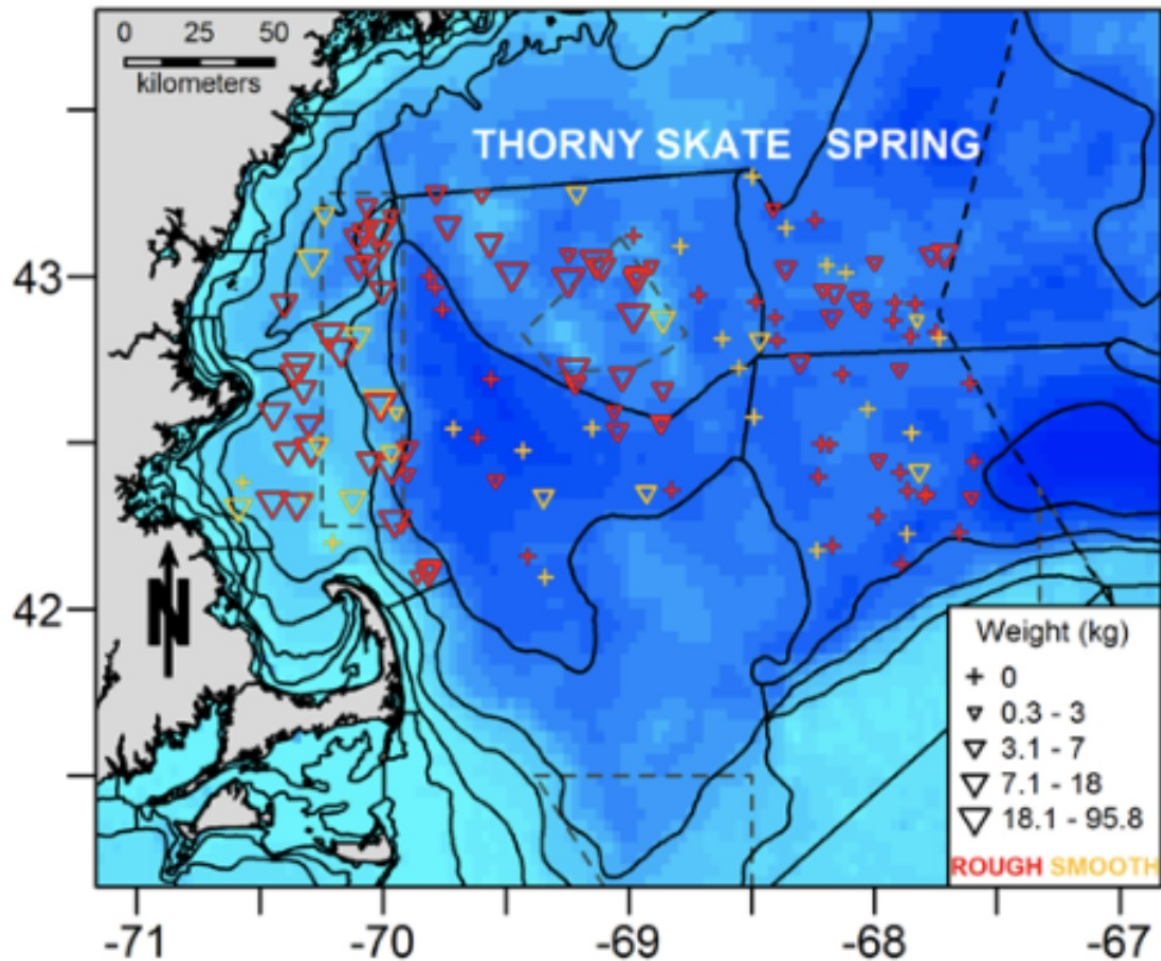 0 25 50
kilometers
THORNY SKATE SPRING
43
42
N
Weight (kg)
0
0.3 - 3
3.1 - 7
7.1 - 18
18.1 - 95.8
ROUGH SMOOTH
-71 -70 -69 -68 -67